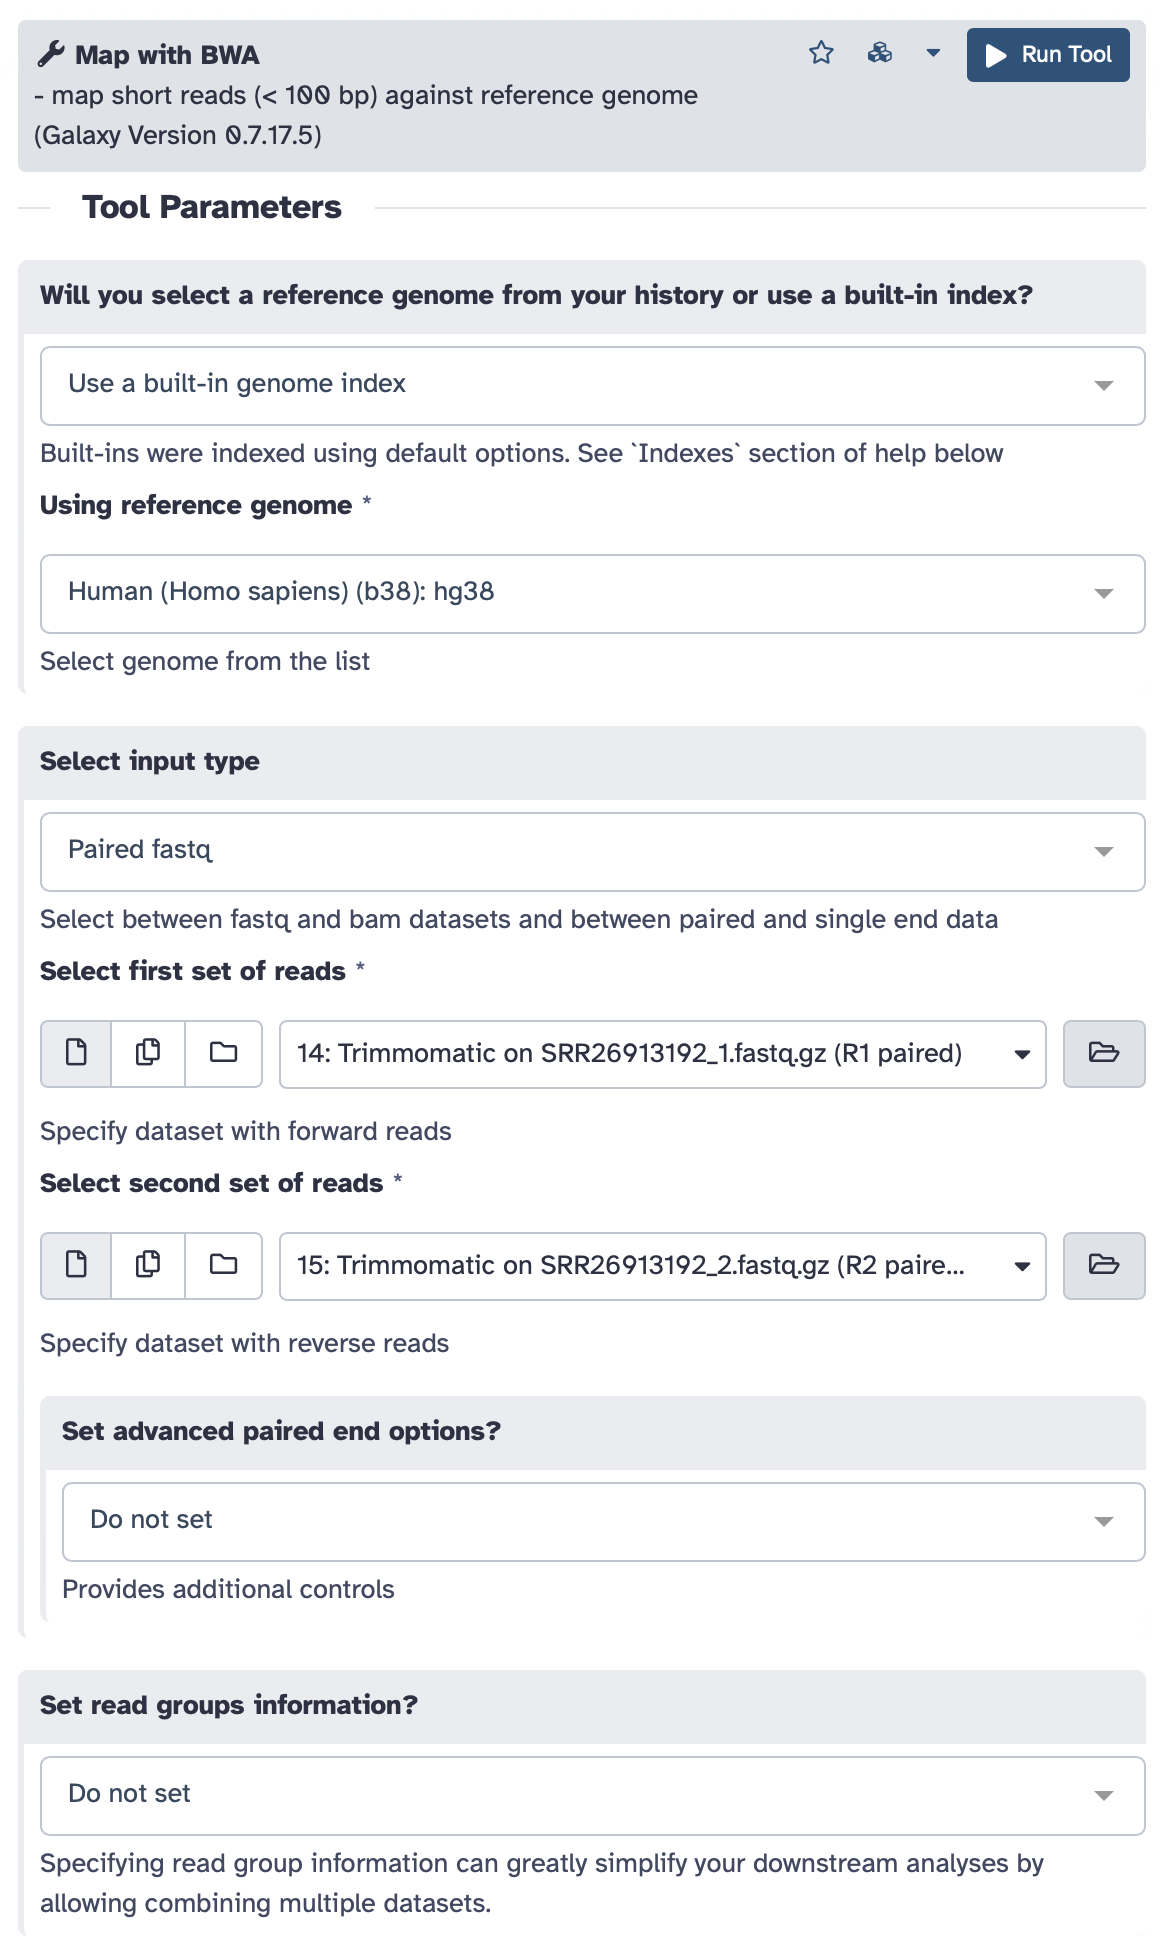 Map with BWA
Run Tool
- map short reads (< 100 bp) against reference genome
(Galaxy Version 0.7.17.5)
Tool Parameters
Will you select a reference genome from your history or use a built-in index?
Use a built-in genome index
Built-ins were indexed using default options. See `Indexes` section of help below
Using reference genome *
Human (Homo sapiens) (b38): hg38
Select genome from the list
Select input type
Paired fastq
Select between fastq and bam datasets and between paired and single end data
Select first set of reads *
14: Trimmomatic on SRR26913192_1.fastq.gz (R1 paired)
Specify dataset with forward reads
Select second set of reads *
15: Trimmomatic on SRR26913192_2.fastq.gz (R2 paire...
Specify dataset with reverse reads
Set advanced paired end options?
Do not set
Provides additional controls
Set read groups information?
Do not set
Specifying read group information can greatly simplify your downstream analyses by
allowing combining multiple datasets.